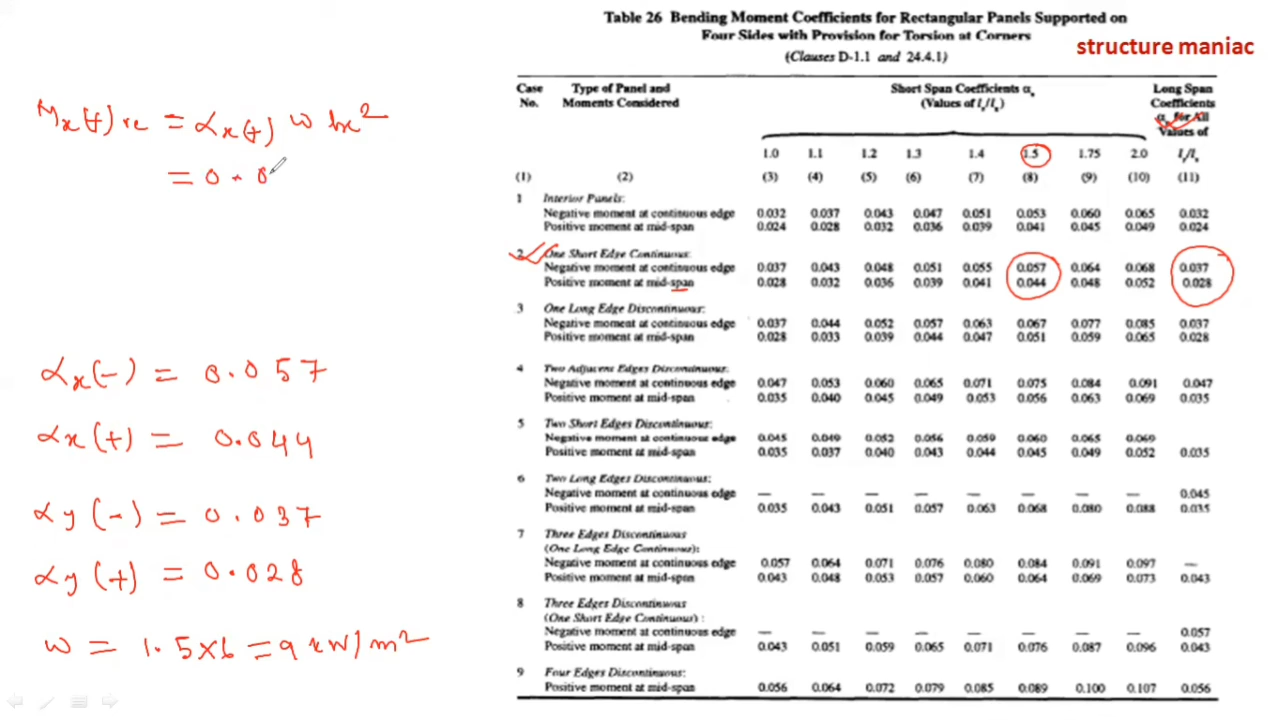 Table 26 Bending Moment Coefficients for Rectangular Panels Supported on
Four Sides with Provision for Torsion at Corners
structure maniac
(Clauses D-1.1 and 24.4.1)
Case No.
Type of Panel and Moments Considered
Short Span Coefficients αx
(Values of ly/lx)
Long Span Coefficients αy for All Values of ly/lx
1.0 1.1 1.2 1.3 1.4 1.5 1.75 2.0
(1) (2) (3) (4) (5) (6) (7) (8) (9) (10) (11)
1 Interior Panels:
Negative moment at continuous edge 0.032 0.037 0.043 0.047 0.051 0.053 0.060 0.065 0.032
Positive moment at mid-span 0.024 0.028 0.032 0.036 0.039 0.041 0.045 0.049 0.024
2 One Short Edge Continuous:
Negative moment at continuous edge 0.037 0.043 0.048 0.051 0.055 0.057 0.064 0.068 0.037
Positive moment at mid-span 0.028 0.032 0.036 0.039 0.041 0.044 0.048 0.052 0.028
3 One Long Edge Discontinuous:
Negative moment at continuous edge 0.037 0.044 0.052 0.057 0.063 0.067 0.077 0.085 0.037
Positive moment at mid-span 0.028 0.033 0.039 0.044 0.047 0.051 0.059 0.065 0.028
4 Two Adjacent Edges Discontinuous:
Negative moment at continuous edge 0.047 0.053 0.060 0.065 0.071 0.075 0.084 0.091 0.047
Positive moment at mid-span 0.035 0.040 0.045 0.049 0.053 0.056 0.063 0.069 0.035
5 Two Short Edges Discontinuous:
Negative moment at continuous edge 0.045 0.049 0.052 0.056 0.059 0.060 0.065 0.069
Positive moment at mid-span 0.035 0.037 0.040 0.043 0.044 0.045 0.049 0.052 0.035
6 Two Long Edges Discontinuous:
Negative moment at continuous edge — — — — — — — — 0.045
Positive moment at mid-span 0.035 0.043 0.051 0.057 0.063 0.068 0.080 0.088 0.035
7 Three Edges Discontinuous
(One Long Edge Continuous):
Negative moment at continuous edge 0.057 0.064 0.071 0.076 0.080 0.084 0.091 0.097 —
Positive moment at mid-span 0.043 0.048 0.053 0.057 0.060 0.064 0.069 0.073 0.043
8 Three Edges Discontinuous
(One Short Edge Continuous) :
Negative moment at continuous edge — — — — — — — — 0.057
Positive moment at mid-span 0.043 0.051 0.059 0.065 0.071 0.076 0.087 0.096 0.043
9 Four Edges Discontinuous:
Positive moment at mid-span 0.056 0.064 0.072 0.079 0.085 0.089 0.100 0.107 0.056
Mx(+)ve = αx(+) w lx²
= 0.0
αx(-) = 0.057
αx(+) = 0.044
αy(-) = 0.037
αy(+) = 0.028
w = 1.5×6 = 9 kN/m²